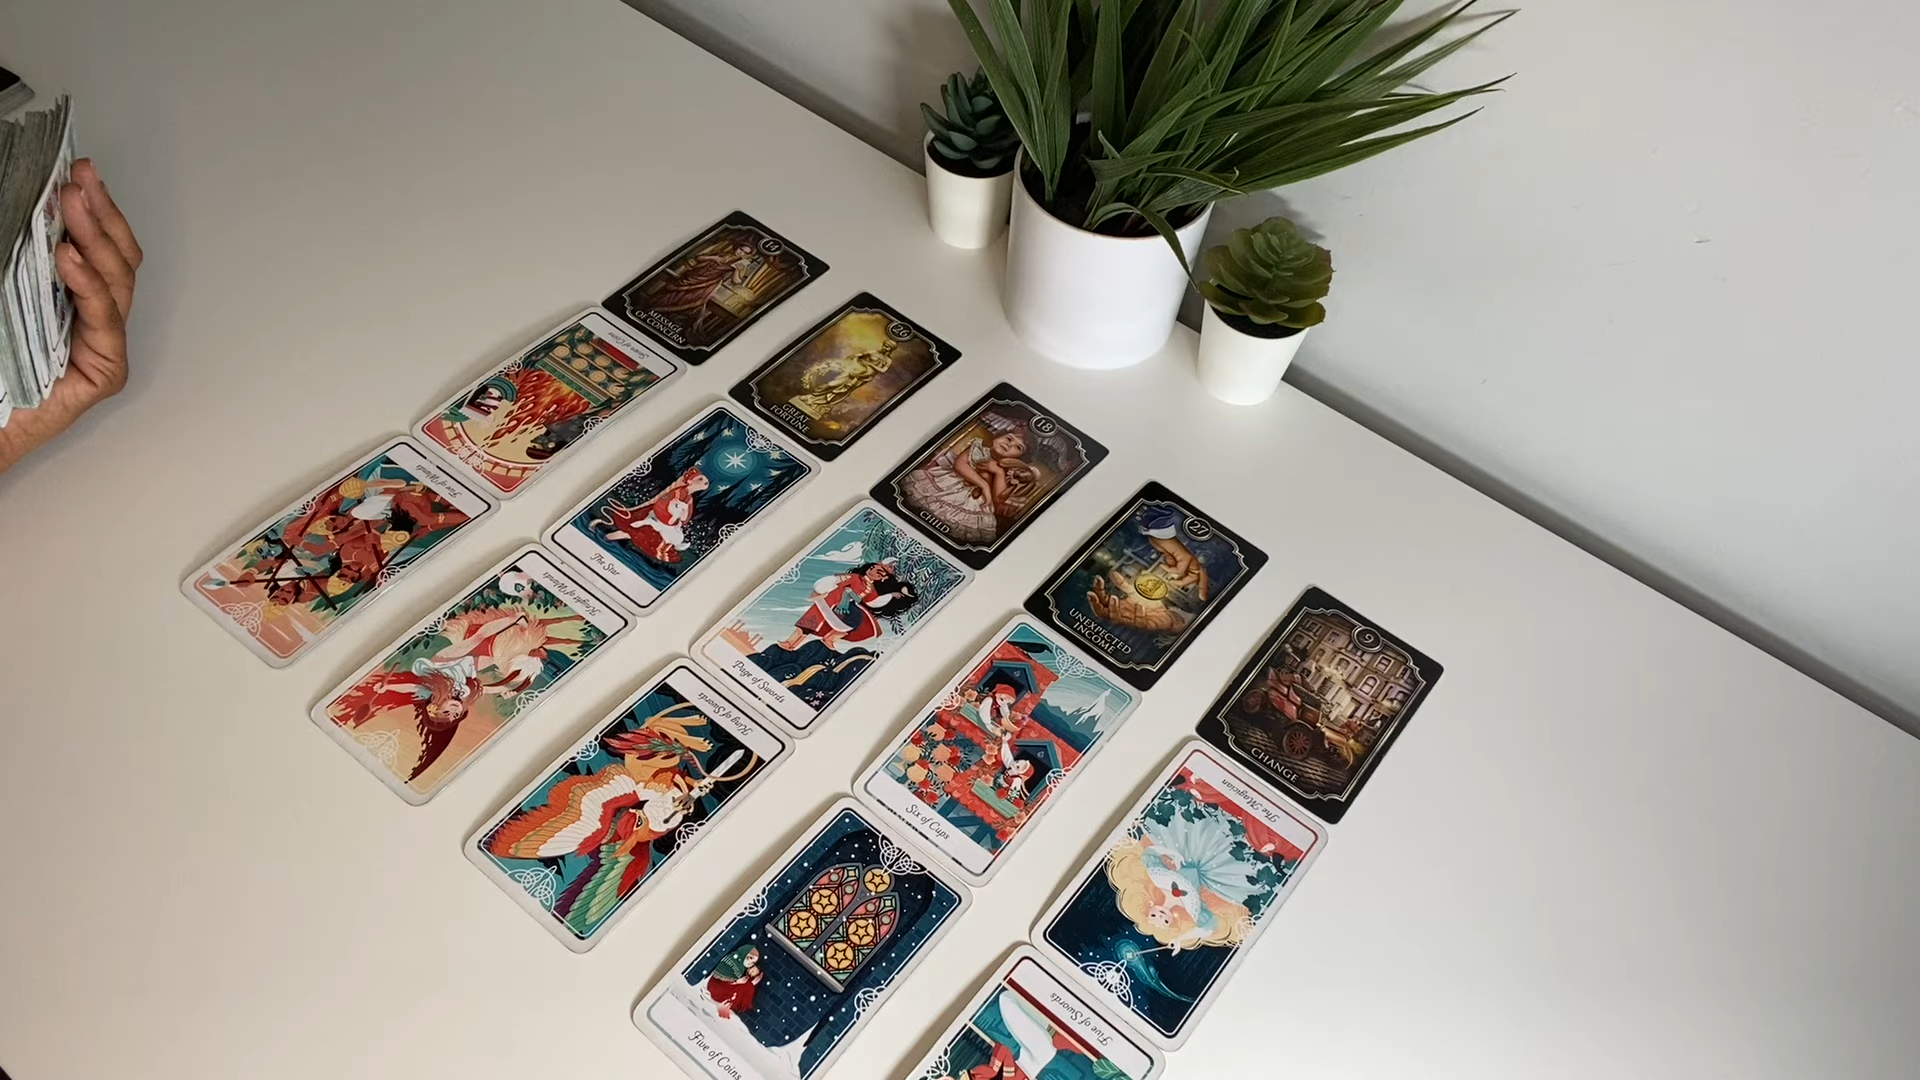 14
MESSAGE
OF CONCERN
26
GREAT
FORTUNE
18
CHILD
27
UNEXPECTED
INCOME
9
CHANGE
Seven of Coins
The Star
Page of Swords
Six of Cups
The Magician
Five of Wands
Knight of Wands
King of Swords
Five of Coins
Five of Swords